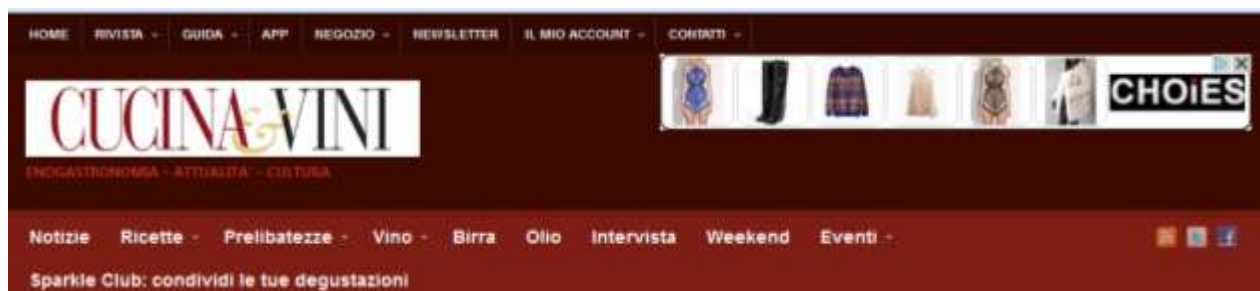 HOME RIVISTA GUIDA APP NEGOZIO NEWSLETTER IL MIO ACCOUNT CONTATTI
CUCINA&VINI
CHOiES
ENOGASTRONOMIA - ATTUALITA' - CULTURA
Notizie Ricette Prelibatezze Vino Birra Olio Intervista Weekend Eventi
Sparkle Club: condividi le tue degustazioni